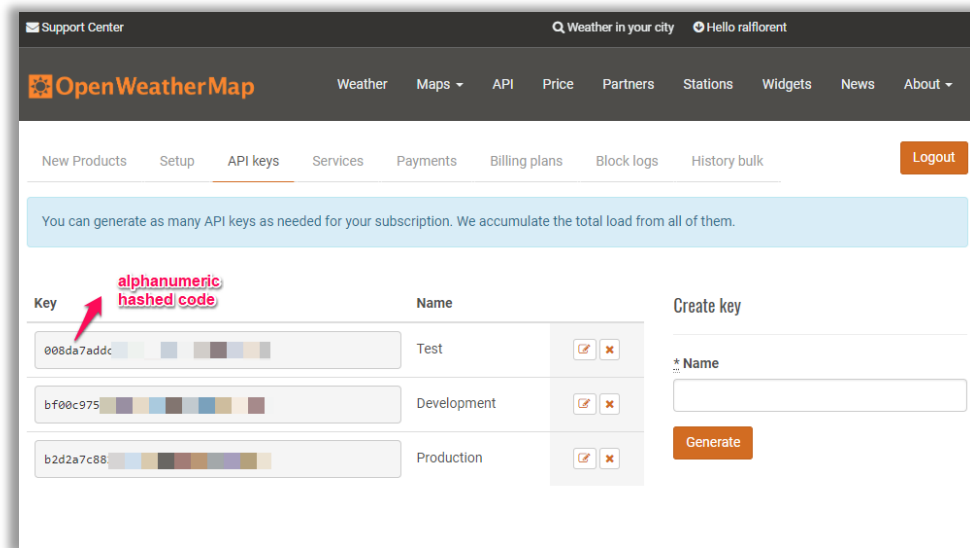 Support Center
Weather in your city
Hello ralflorent
OpenWeatherMap
Weather Maps API Price Partners Stations Widgets News About
New Products Setup API keys Services Payments Billing plans Block logs History bulk
Logout
You can generate as many API keys as needed for your subscription. We accumulate the total load from all of them.
alphanumeric
hashed code
Key Name
008da7addc Test
bf00c975 Development
b2d2a7c88 Production
Create key
* Name
Generate